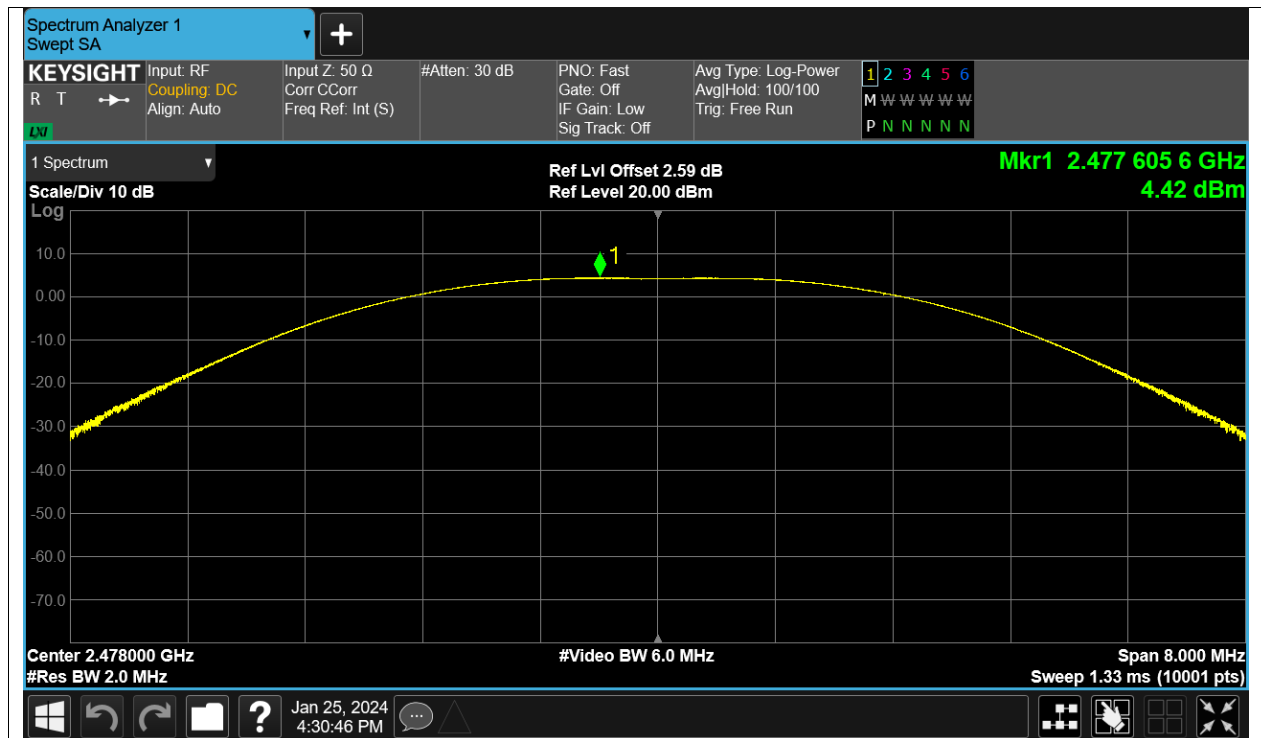 Spectrum Analyzer 1
Swept SA
+
KEYSIGHT
R T
LXI
Input: RF
Coupling: DC
Align: Auto
Input Z: 50 Ω
Corr CCorr
Freq Ref: Int (S)
#Atten: 30 dB
PNO: Fast
Gate: Off
IF Gain: Low
Sig Track: Off
Avg Type: Log-Power
Avg|Hold: 100/100
Trig: Free Run
1 2 3 4 5 6
M W W W W W W
P N N N N N
1 Spectrum
Scale/Div 10 dB
Log
Ref Lvl Offset 2.59 dB
Ref Level 20.00 dBm
Mkr1 2.477 605 6 GHz
4.42 dBm
1
10.0
0.00
-10.0
-20.0
-30.0
-40.0
-50.0
-60.0
-70.0
Center 2.478000 GHz
#Res BW 2.0 MHz
#Video BW 6.0 MHz
Span 8.000 MHz
Sweep 1.33 ms (10001 pts)
?
Jan 25, 2024
4:30:46 PM